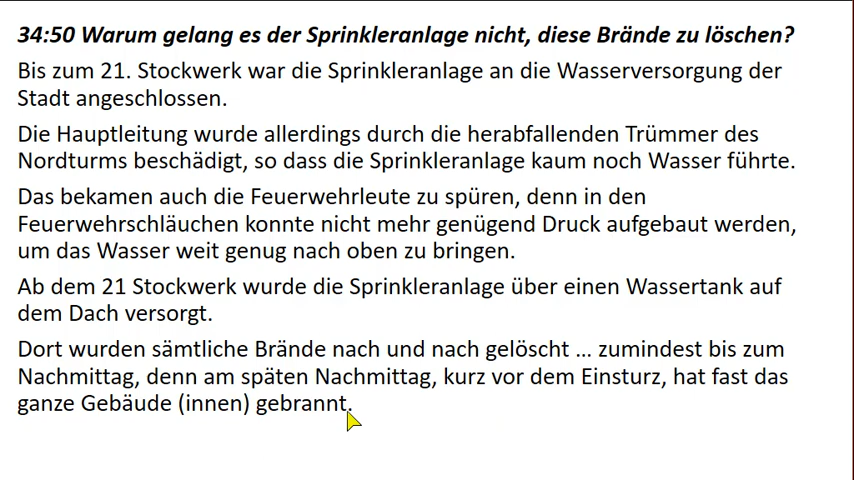 34:50 Warum gelang es der Sprinkleranlage nicht, diese Brände zu löschen?
Bis zum 21. Stockwerk war die Sprinkleranlage an die Wasserversorgung der
Stadt angeschlossen.
Die Hauptleitung wurde allerdings durch die herabfallenden Trümmer des
Nordturms beschädigt, so dass die Sprinkleranlage kaum noch Wasser führte.
Das bekamen auch die Feuerwehrleute zu spüren, denn in den
Feuerwehrschläuchen konnte nicht mehr genügend Druck aufgebaut werden,
um das Wasser weit genug nach oben zu bringen.
Ab dem 21 Stockwerk wurde die Sprinkleranlage über einen Wassertank auf
dem Dach versorgt.
Dort wurden sämtliche Brände nach und nach gelöscht … zumindest bis zum
Nachmittag, denn am späten Nachmittag, kurz vor dem Einsturz, hat fast das
ganze Gebäude (innen) gebrannt.